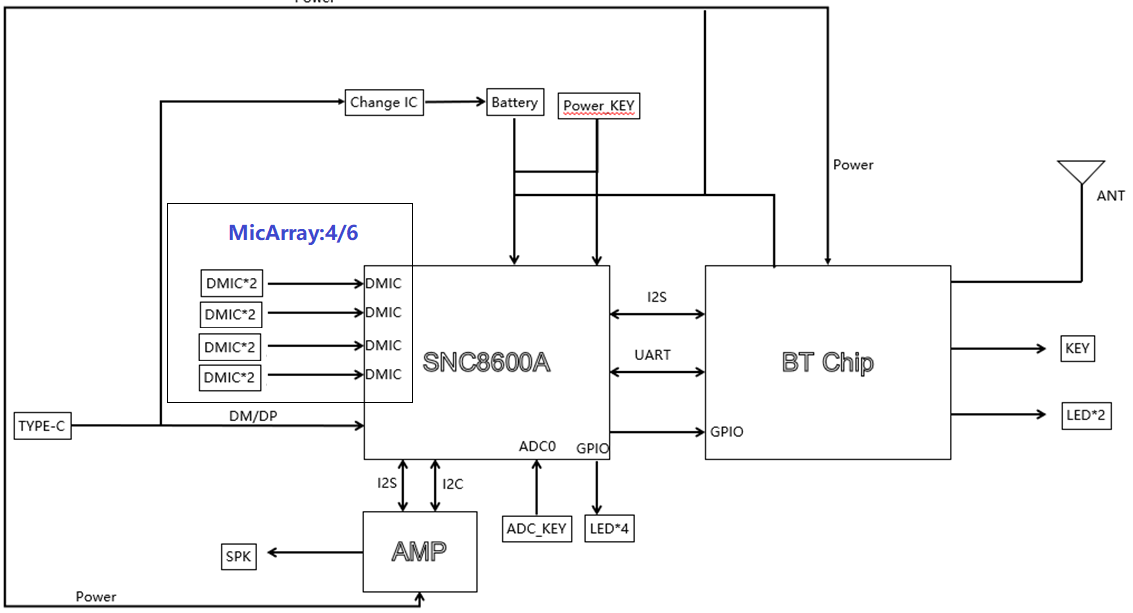 Power
Change IC
Battery
Power_KEY
Power
ANT
MicArray:4/6
DMIC*2
DMIC
DMIC*2
DMIC
DMIC*2
DMIC
DMIC*2
DMIC
I2S
UART
SNC8600A
BT Chip
KEY
LED*2
TYPE-C
DM/DP
GPIO
ADC0
GPIO
I2S
I2C
ADC_KEY
LED*4
AMP
SPK
Power